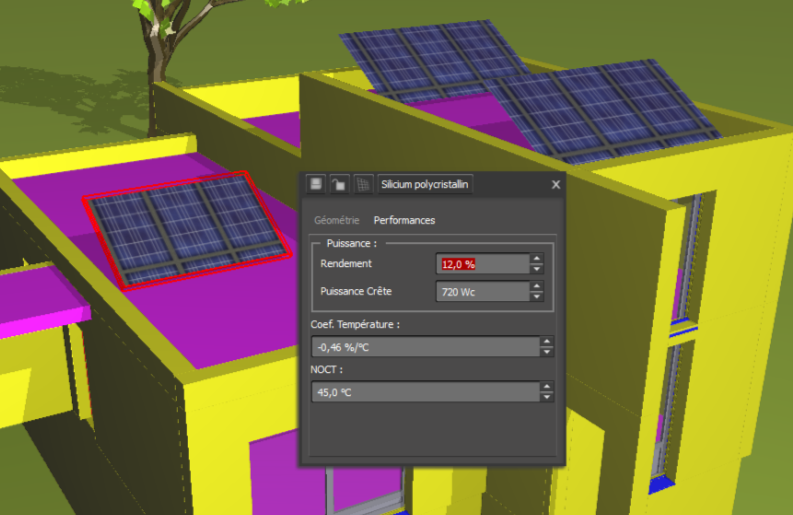 Silicium polycristallin
X
Géométrie Performances
Puissance :
Rendement 12,0 %
Puissance Crête 720 Wc
Coef. Température :
-0,46 %/°C
NOCT :
45,0 °C